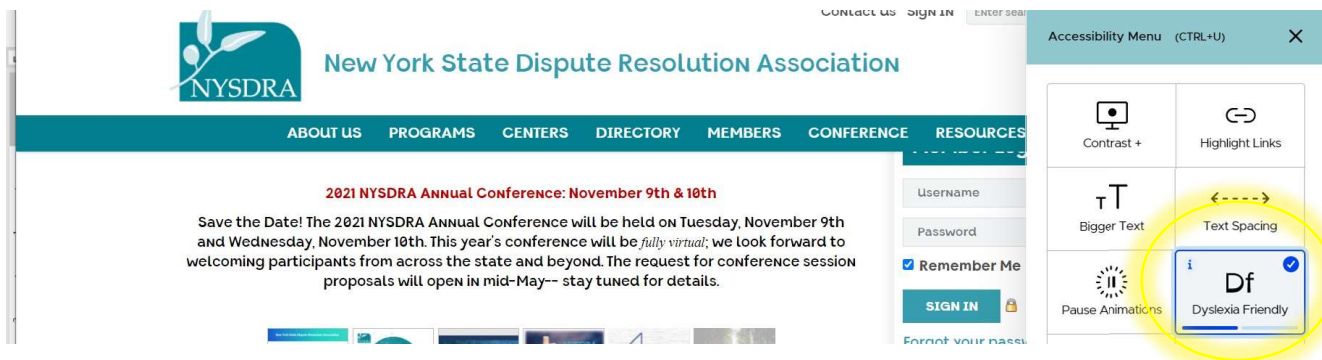 Contact us SIGN IN Enter sear
NYSDRA
New York State Dispute Resolution Association
ABOUT US PROGRAMS CENTERS DIRECTORY MEMBERS CONFERENCE RESOURCES
2021 NYSDRA Annual Conference: November 9th & 10th
Save the Date! The 2021 NYSDRA Annual Conference will be held on Tuesday, November 9th
and Wednesday, November 10th. This year's conference will be fully virtual; we look forward to
welcoming participants from across the state and beyond. The request for conference session
proposals will open in mid-May-- stay tuned for details.
Username
Password
Remember Me
SIGN IN
Forgot your passw
Accessibility Menu (CTRL+U)
Contrast +
Highlight Links
Bigger Text
Text Spacing
Pause Animations
i
Df
Dyslexia Friendly